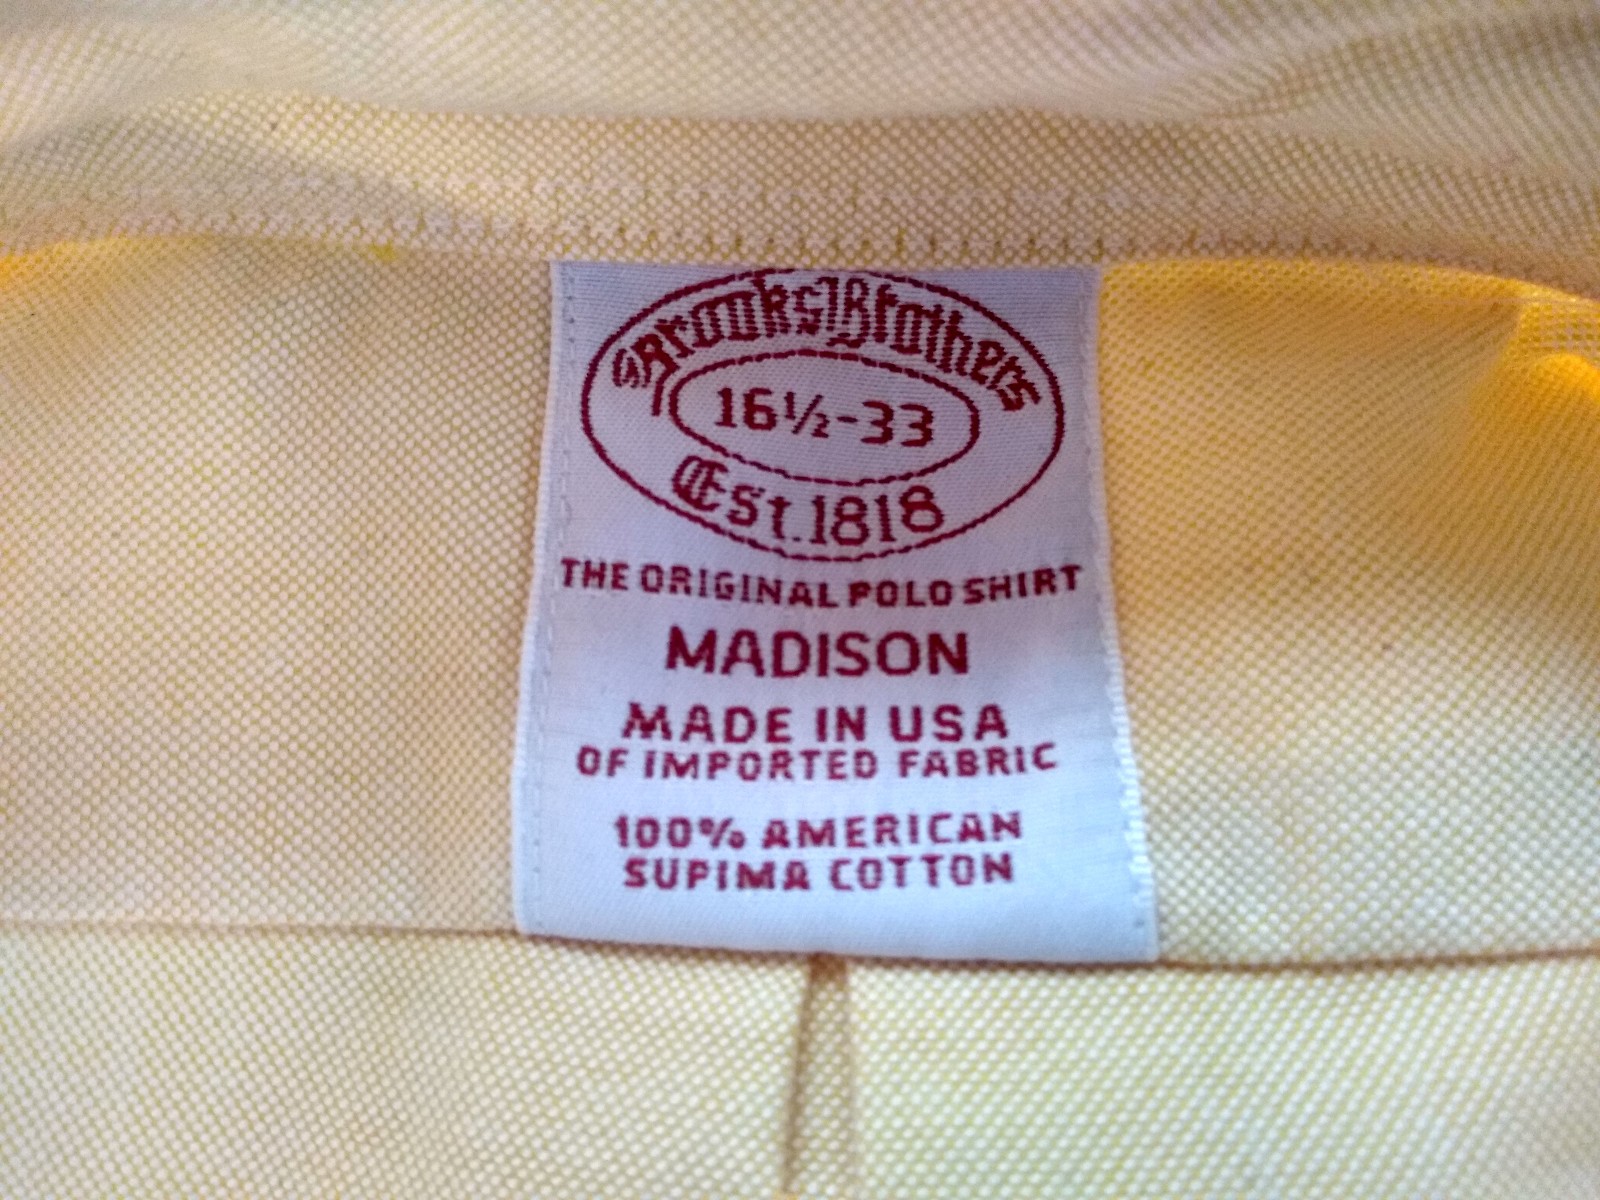 Brooks Brothers
16½-33
Est. 1818
THE ORIGINAL POLO SHIRT
MADISON
MADE IN USA
OF IMPORTED FABRIC
100% AMERICAN
SUPIMA COTTON